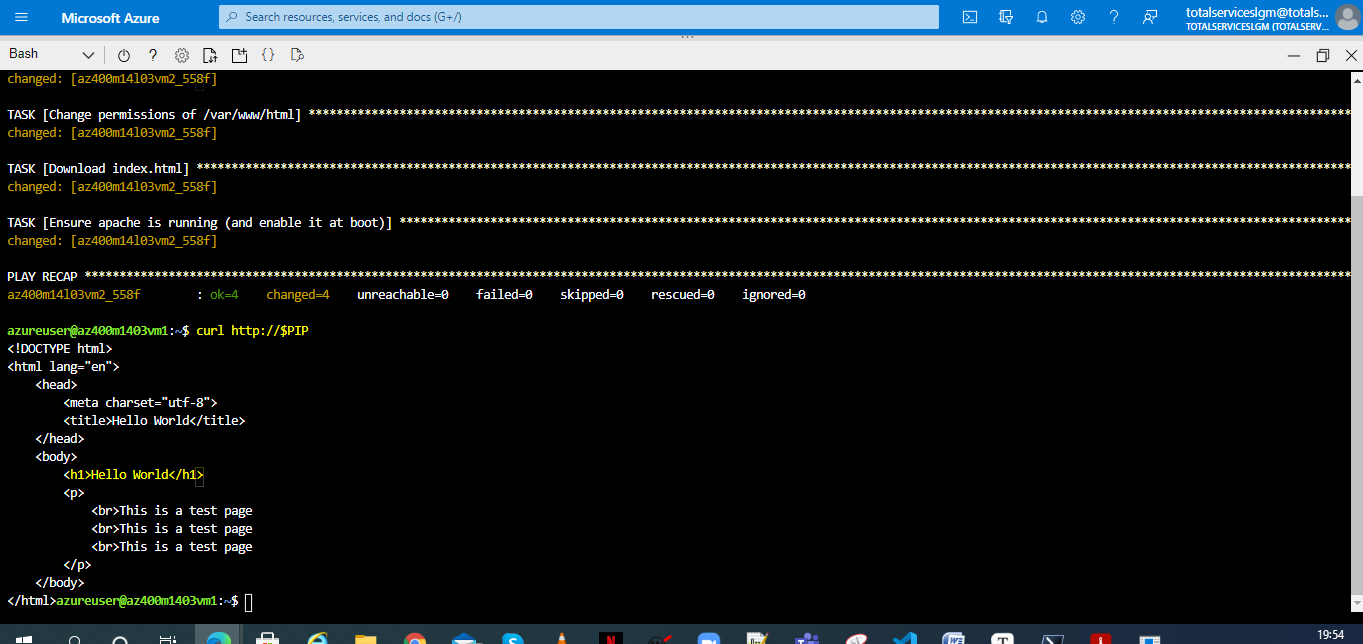 Microsoft Azure
Search resources, services, and docs (G+/)
totalserviceslgm@totals...
TOTALSERVICESLGM (TOTALSERV...
Bash
changed: [az400m14l03vm2_558f]
TASK [Change permissions of /var/www/html] ******************************************************************************************************************************************************
changed: [az400m14l03vm2_558f]
TASK [Download index.html] **********************************************************************************************************************************************************************
changed: [az400m14l03vm2_558f]
TASK [Ensure apache is running (and enable it at boot)] *****************************************************************************************************************************************
changed: [az400m14l03vm2_558f]
PLAY RECAP **************************************************************************************************************************************************************************************
az400m14l03vm2_558f        : ok=4    changed=4    unreachable=0    failed=0    skipped=0    rescued=0    ignored=0
azureuser@az400m1403vm1:~$ curl http://$PIP
<!DOCTYPE html>
<html lang="en">
    <head>
        <meta charset="utf-8">
        <title>Hello World</title>
    </head>
    <body>
        <h1>Hello World</h1>
        <p>
            <br>This is a test page
            <br>This is a test page
            <br>This is a test page
        </p>
    </body>
</html>azureuser@az400m1403vm1:~$
19:54